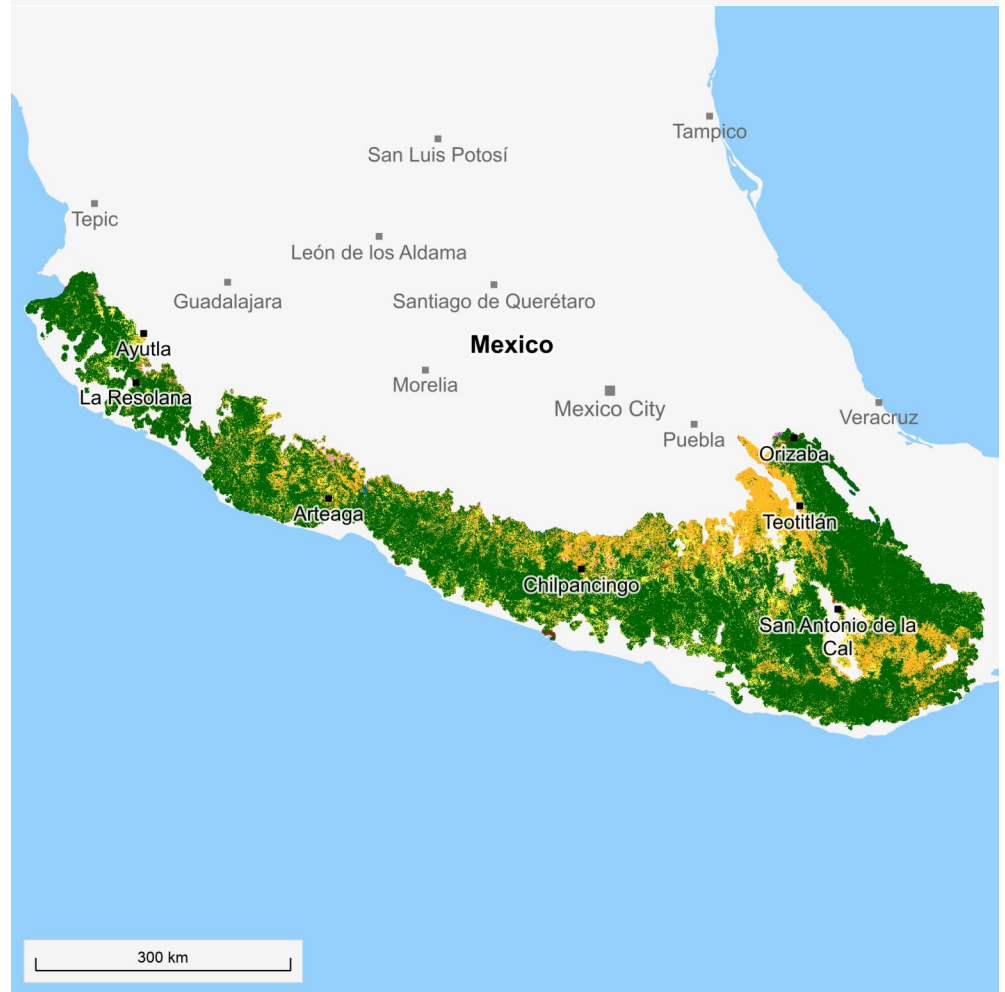 Tampico
San Luis Potosí
Tepic
León de los Aldama
Guadalajara
Santiago de Querétaro
Mexico
Ayutla
Morelia
La Resolana
Mexico City
Veracruz
Puebla
Orizaba
Arteaga
Teotitlán
Chilpancingo
San Antonio de la
Cal
300 km